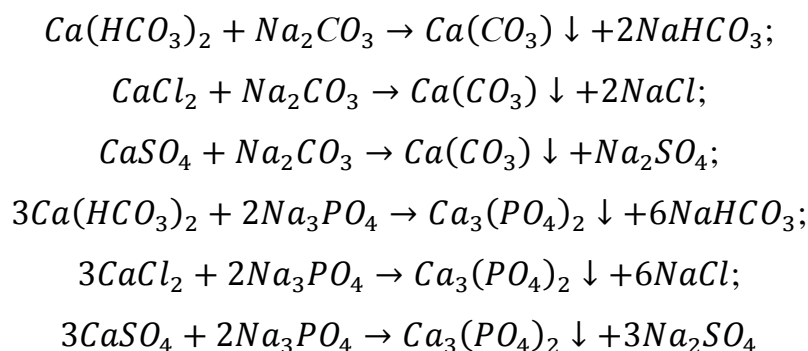 Ca(HCO₃)₂ + Na₂CO₃ → Ca(CO₃) ↓ +2NaHCO₃;
CaCl₂ + Na₂CO₃ → Ca(CO₃) ↓ +2NaCl;
CaSO₄ + Na₂CO₃ → Ca(CO₃) ↓ +Na₂SO₄;
3Ca(HCO₃)₂ + 2Na₃PO₄ → Ca₃(PO₄)₂ ↓ +6NaHCO₃;
3CaCl₂ + 2Na₃PO₄ → Ca₃(PO₄)₂ ↓ +6NaCl;
3CaSO₄ + 2Na₃PO₄ → Ca₃(PO₄)₂ ↓ +3Na₂SO₄